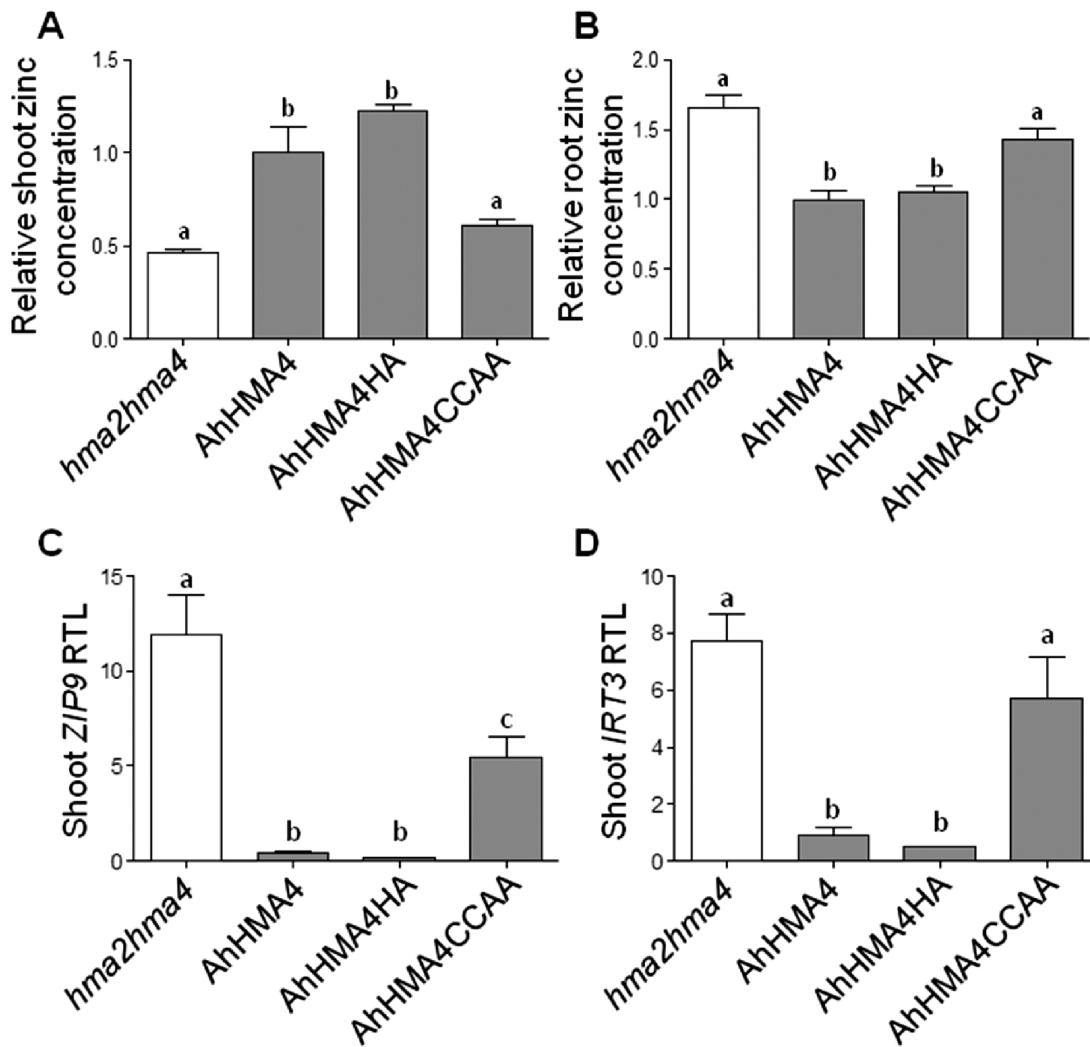 A
Relative shoot zinc
concentration
1.5
1.0
0.5
0.0
a
b
b
a
hma2hma4
AhHMA4
AhHMA4HA
AhHMA4CCAA
B
Relative root zinc
concentration
2.0
1.5
1.0
0.5
0.0
a
b
b
a
hma2hma4
AhHMA4
AhHMA4HA
AhHMA4CCAA
C
Shoot ZIP9 RTL
15
10
5
0
a
b
b
c
hma2hma4
AhHMA4
AhHMA4HA
AhHMA4CCAA
D
Shoot IRT3 RTL
10
8
6
4
2
0
a
b
b
a
hma2hma4
AhHMA4
AhHMA4HA
AhHMA4CCAA